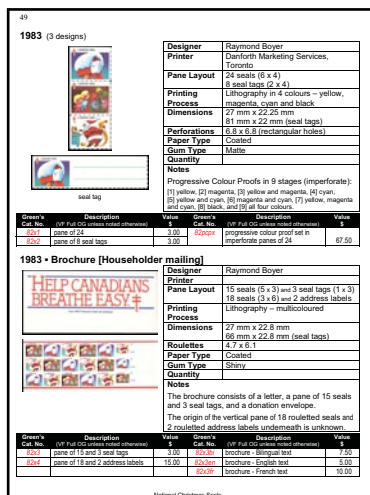 49
1983 (3 designs)
seal tag
Designer Raymond Boyer
Printer Danforth Marketing Services,
Toronto
Pane Layout 24 seals (6 x 4)
8 seal tags (2 x 4)
Printing Lithography in 4 colours – yellow,
Process magenta, cyan and black
Dimensions 27 mm x 22.25 mm
81 mm x 22 mm (seal tags)
Perforations 6.8 x 6.8 (rectangular holes)
Paper Type Coated
Gum Type Matte
Quantity
Notes
Progressive Colour Proofs in 9 stages (imperforate):
[1] yellow, [2] magenta, [3] yellow and magenta, [4] cyan,
[5] yellow and cyan, [6] magenta and cyan, [7] yellow, magenta
and cyan, [8] black, and [9] all four colours.
Green's Description Value Green's Description Value
Cat. No. (VF Full OG unless noted otherwise) $ Cat. No. (VF Full OG unless noted otherwise) $
82x1 pane of 24 3.00 82pcpx progressive colour proof set in
82x2 pane of 8 seal tags 3.00 imperforate panes of 24 67.50
1983 ▪ Brochure [Householder mailing]
HELP CANADIANS
BREATHE EASY
Designer Raymond Boyer
Printer
Pane Layout 15 seals (5 x 3) and 3 seal tags (1 x 3)
18 seals (3 x 6) and 2 address labels
Printing Lithography – multicoloured
Process
Dimensions 27 mm x 22.8 mm
66 mm x 22.8 mm (seal tags)
Roulettes 4.7 x 6.1
Paper Type Coated
Gum Type Shiny
Quantity
Notes
The brochure consists of a letter, a pane of 15 seals
and 3 seal tags, and a donation envelope.
The origin of the vertical pane of 18 rouletted seals and
2 rouletted address labels underneath is unknown.
Green's Description Value Green's Description Value
Cat. No. (VF Full OG unless noted otherwise) $ Cat. No. (VF Full OG unless noted otherwise) $
82x3 pane of 15 and 3 seal tags 3.00 82x3bi brochure - Bilingual text 7.50
82x4 pane of 18 and 2 address labels 15.00 82x3en brochure - English text 5.00
82x3fr brochure - French text 10.00
National Christmas Seals